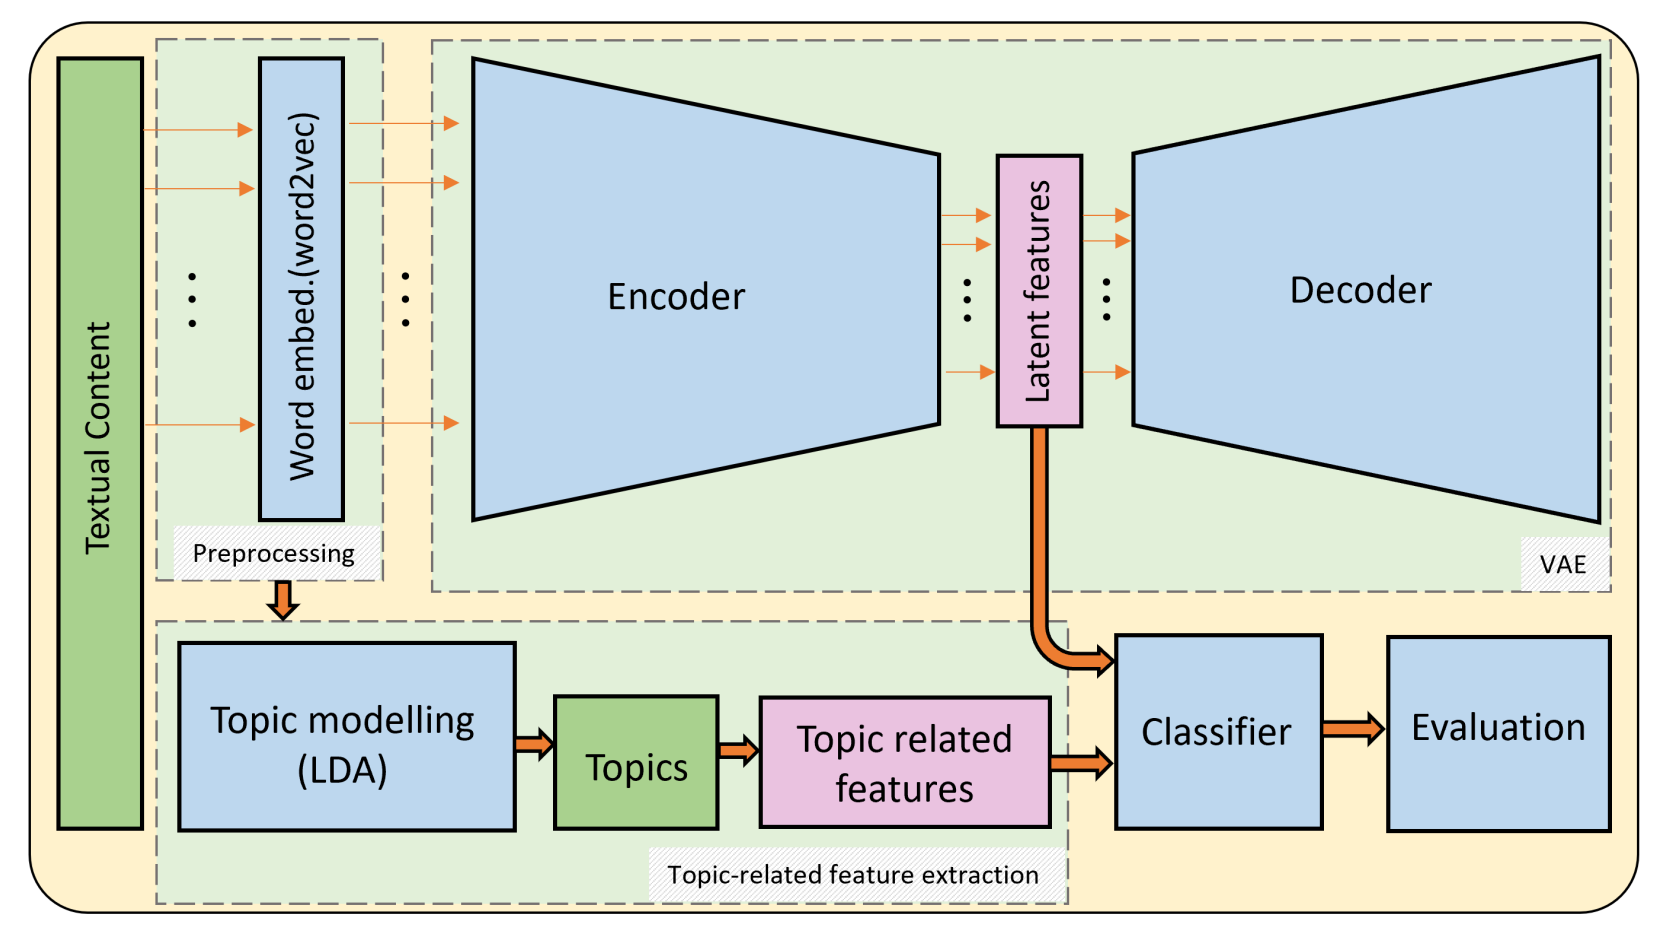 Textual Content
Word embed.(word2vec)
Preprocessing
Encoder
Latent features
Decoder
VAE
Topic modelling
(LDA)
Topics
Topic related
features
Topic-related feature extraction
Classifier
Evaluation